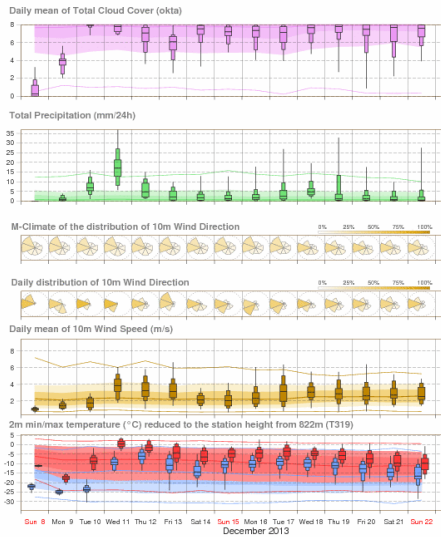 Daily mean of Total Cloud Cover (okta)
8
6
4
2
0
Total Precipitation (mm/24h)
35
30
25
20
15
10
5
0
M-Climate of the distribution of 10m Wind Direction
0% 25% 50% 75% 100%
Daily distribution of 10m Wind Direction
0% 25% 50% 75% 100%
Daily mean of 10m Wind Speed (m/s)
8
6
4
2
2m min/max temperature (°C) reduced to the station height from 822m (T319)
5
0
-5
-10
-15
-20
-25
-30
Sun 8 Mon 9 Tue 10 Wed 11 Thu 12 Fri 13 Sat 14 Sun 15 Mon 16 Tue 17 Wed 18 Thu 19 Fri 20 Sat 21 Sun 22
December 2013